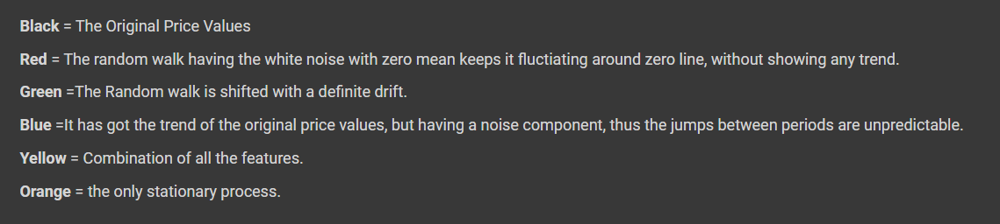 Black = The Original Price Values
Red = The random walk having the white noise with zero mean keeps it fluctiating around zero line, without showing any trend.
Green =The Random walk is shifted with a definite drift.
Blue =It has got the trend of the original price values, but having a noise component, thus the jumps between periods are unpredictable.
Yellow = Combination of all the features.
Orange = the only stationary process.